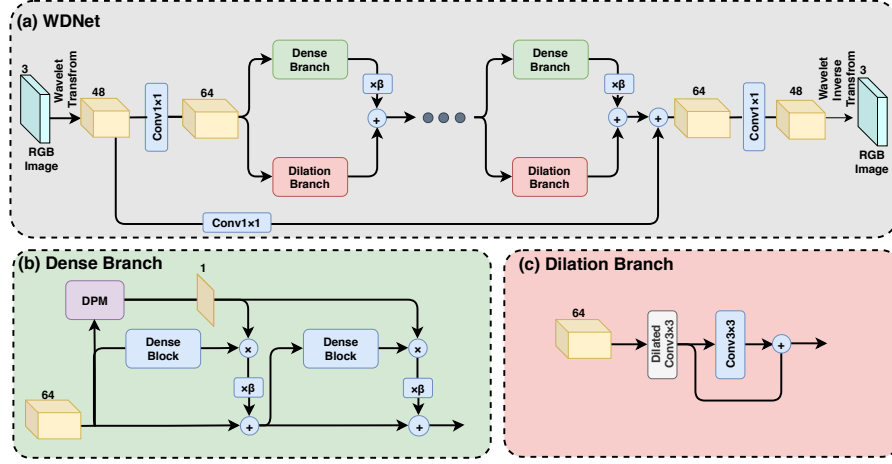 (a) WDNet
3
Wavelet
Transfrom
RGB
Image
48
Conv1×1
64
Dense
Branch
×β
+
Dilation
Branch
Dense
Branch
×β
+
+
Dilation
Branch
64
Conv1×1
48
Wavelet
Inverse
Transfrom
3
RGB
Image
Conv1×1
(b) Dense Branch
1
DPM
Dense
Block
×
Dense
Block
×
×β
×β
64
+
+
(c) Dilation Branch
64
Dilated
Conv3×3
Conv3×3
+